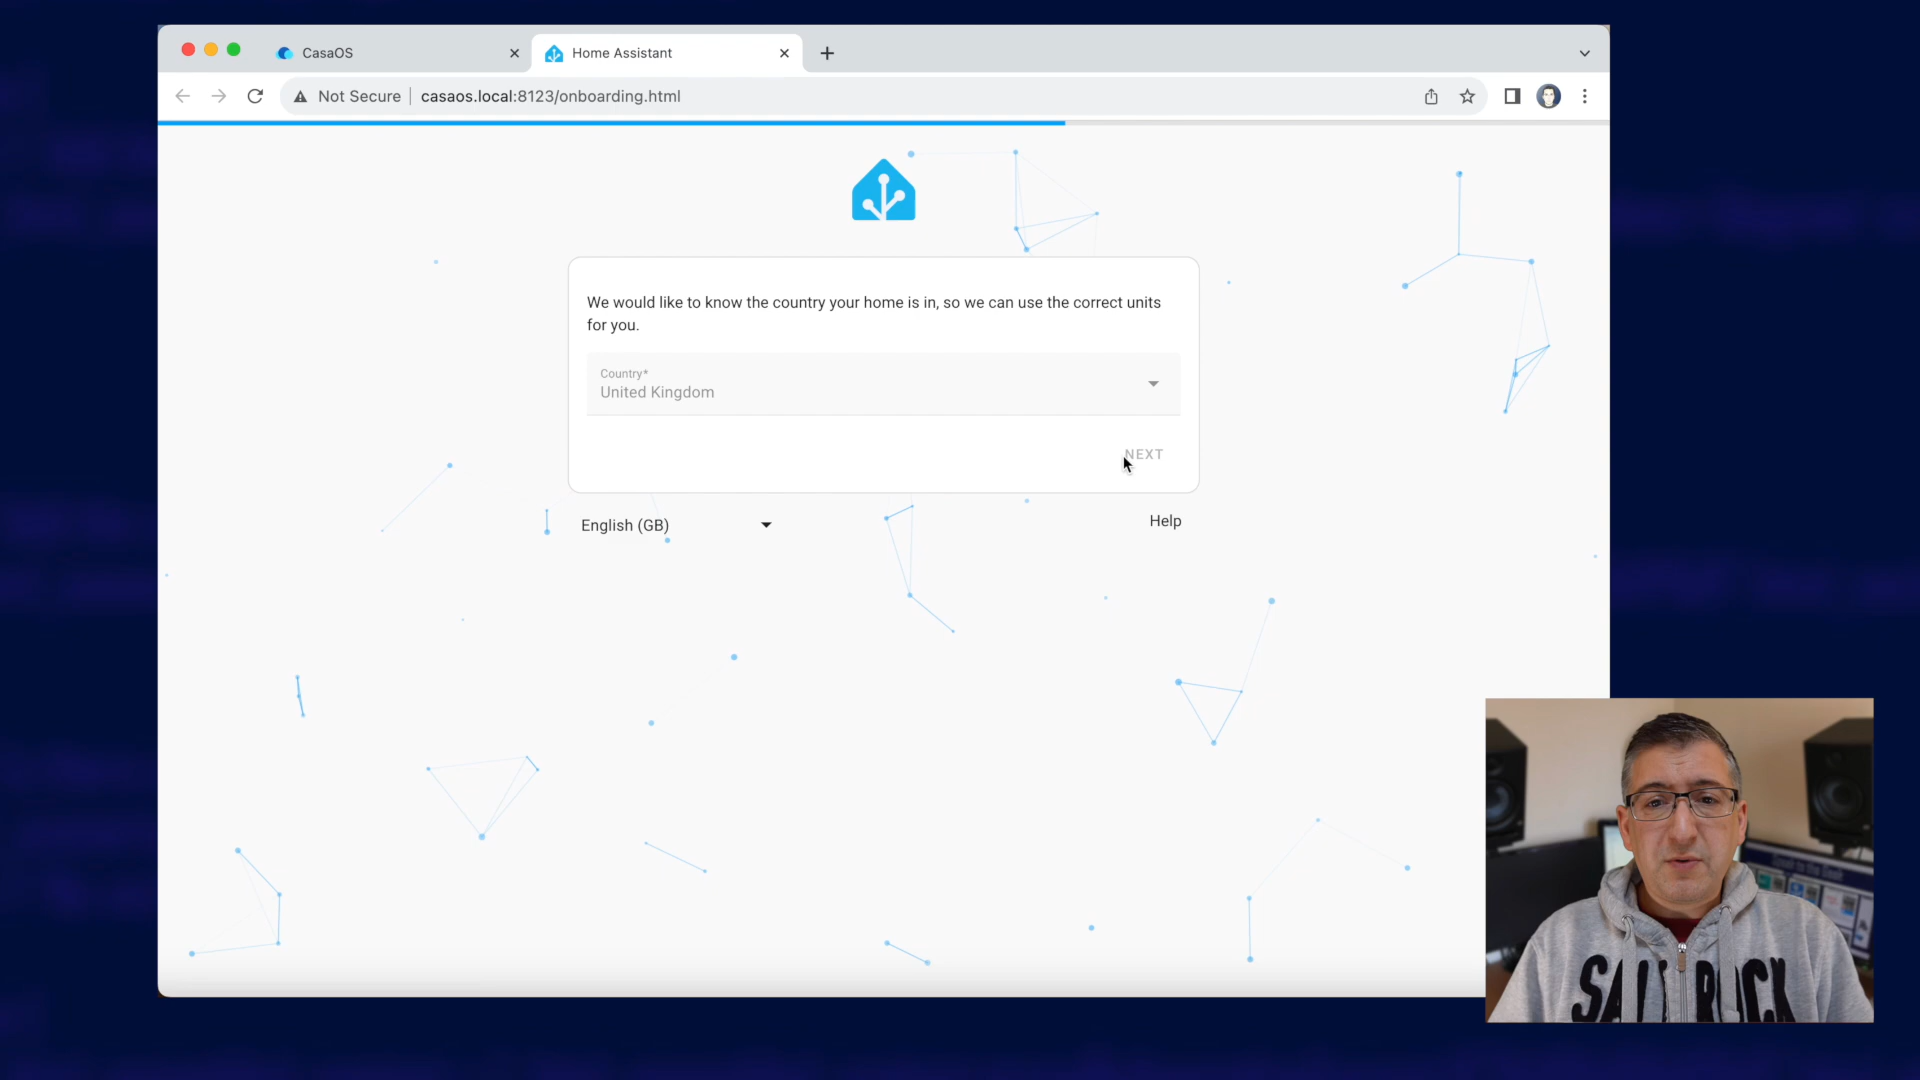 CasaOS
Home Assistant
Not Secure
casaos.local:8123/onboarding.html
We would like to know the country your home is in, so we can use the correct units
for you.
Country*
United Kingdom
NEXT
English (GB)
Help